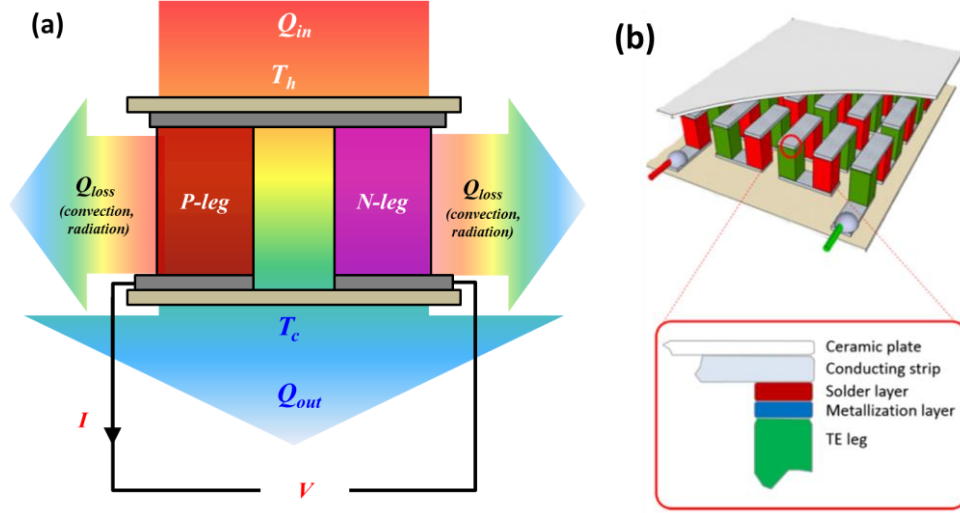 (a)
Q_in
T_h
Q_loss
(convection,
radiation)
P-leg
N-leg
Q_loss
(convection,
radiation)
T_c
Q_out
I
V
(b)
Ceramic plate
Conducting strip
Solder layer
Metallization layer
TE leg